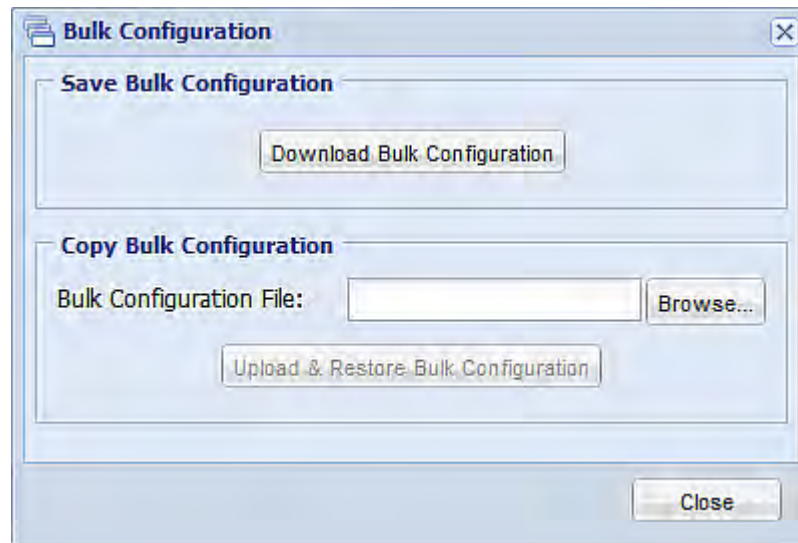 Bulk Configuration
Save Bulk Configuration
Download Bulk Configuration
Copy Bulk Configuration
Bulk Configuration File:
Browse...
Upload & Restore Bulk Configuration
Close